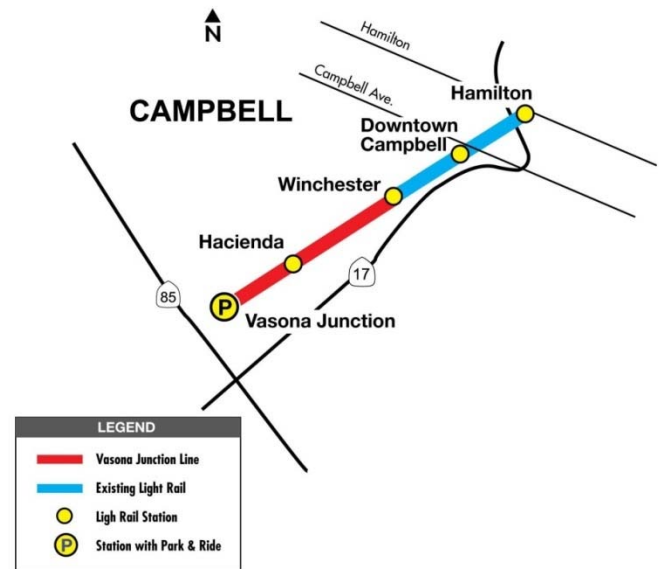 N
Hamilton
Campbell Ave.
CAMPBELL
Hamilton
Downtown
Campbell
Winchester
Hacienda
17
85
P
Vasona Junction
LEGEND
Vasona Junction Line
Existing Light Rail
Ligh Rail Station
P
Station with Park & Ride